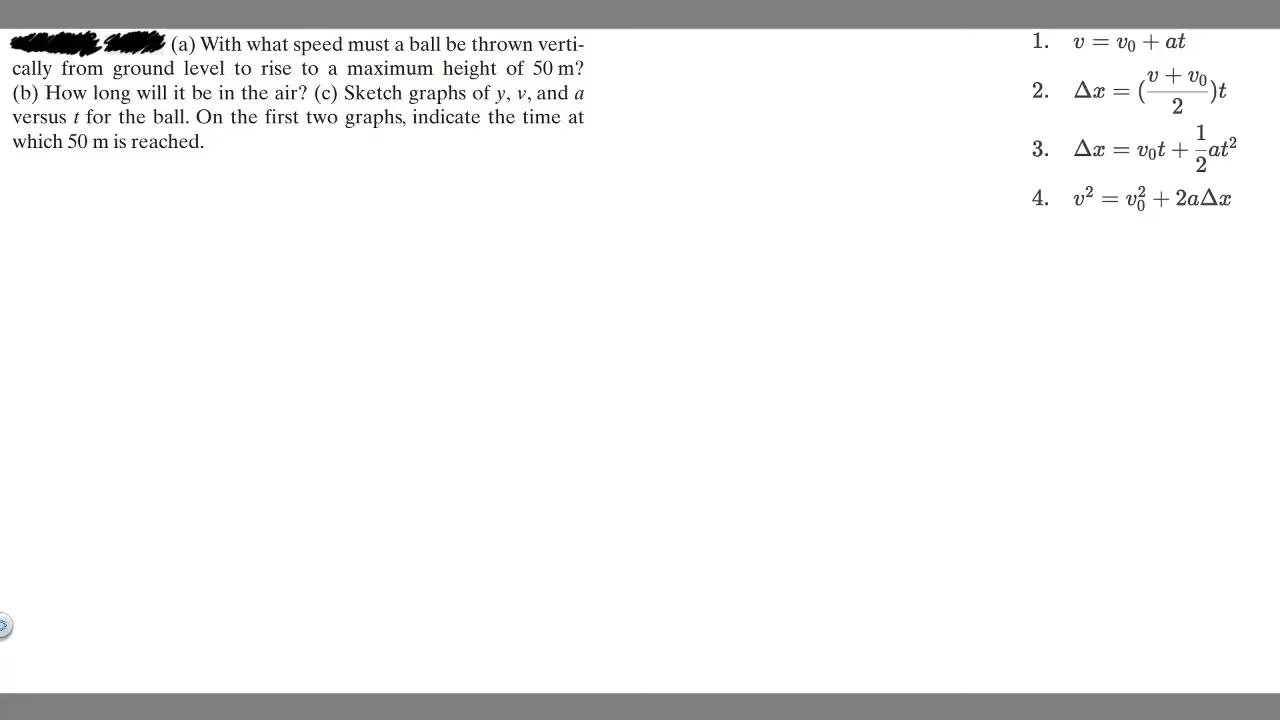 (a) With what speed must a ball be thrown verti-
cally from ground level to rise to a maximum height of 50 m?
(b) How long will it be in the air? (c) Sketch graphs of y, v, and a
versus t for the ball. On the first two graphs, indicate the time at
which 50 m is reached.
1. v = v₀ + at
2. Δx = (\frac{v + v₀}{2})t
3. Δx = v₀t + \frac{1}{2}at²
4. v² = v₀² + 2aΔx